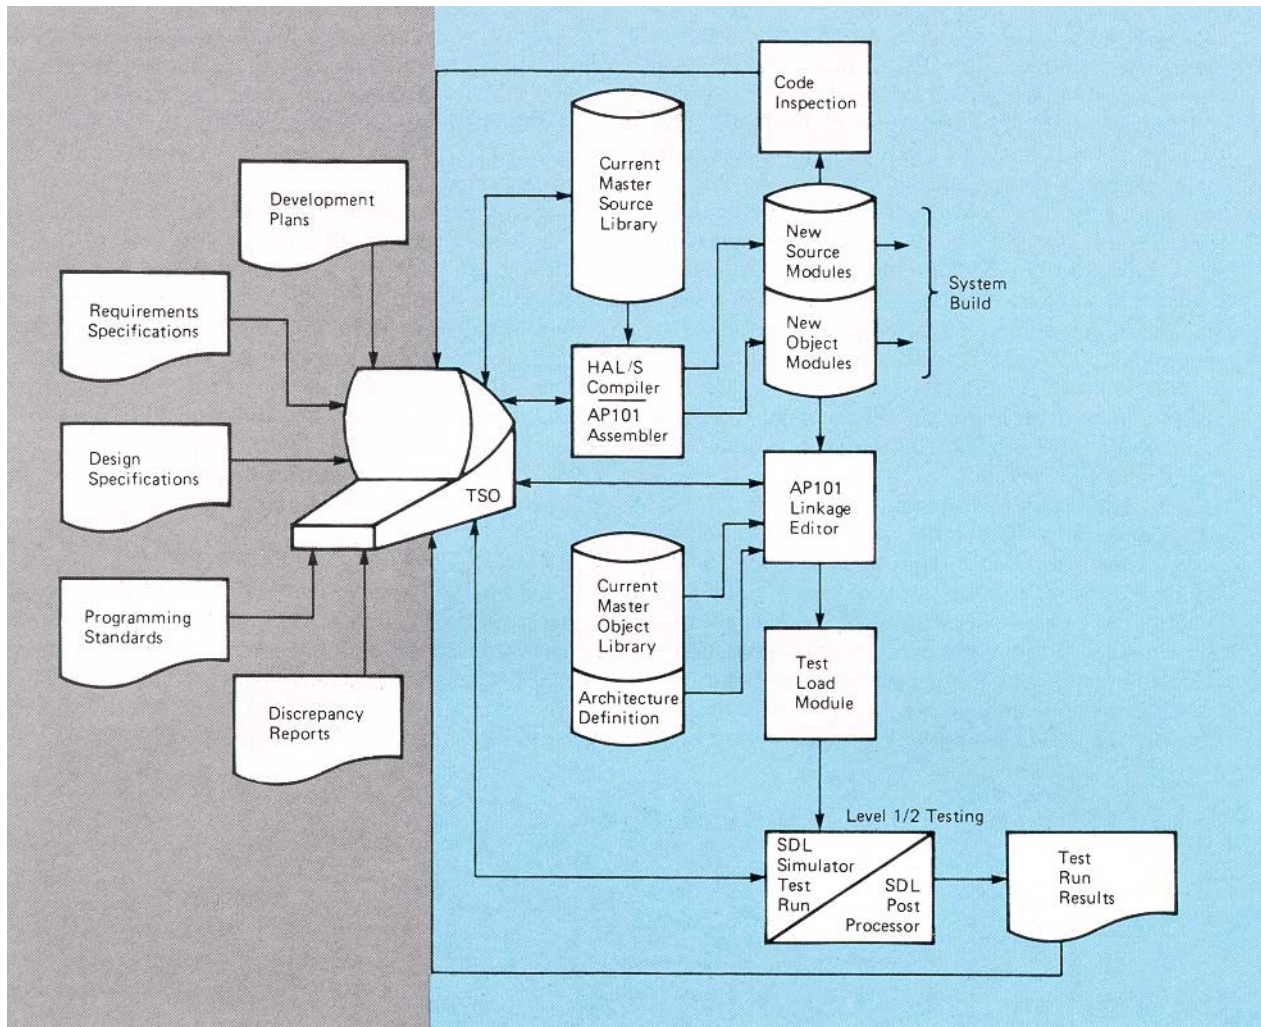 Code
Inspection
Current
Master
Source
Library
Development
Plans
New
Source
Modules
System
Build
Requirements
Specifications
New
Object
Modules
HAL/S
Compiler
AP101
Assembler
Design
Specifications
TSO
AP101
Linkage
Editor
Current
Master
Object
Library
Programming
Standards
Test
Load
Module
Architecture
Definition
Discrepancy
Reports
Level 1/2 Testing
SDL
Simulator
Test
Run
SDL
Post
Processor
Test
Run
Results